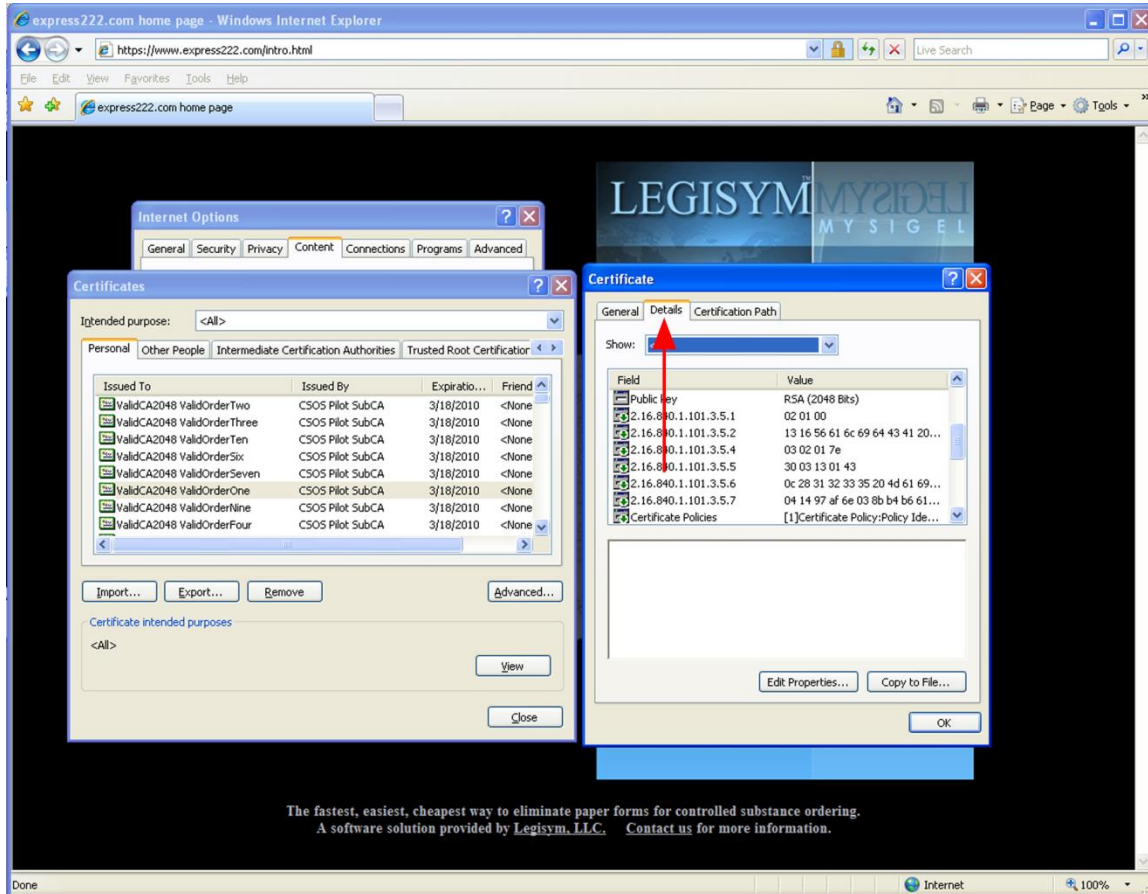 express222.com home page - Windows Internet Explorer
https://www.express222.com/intro.html
Live Search
File Edit View Favorites Tools Help
express222.com home page
Page Tools
LEGISYM™
MY SIG EL
Internet Options
General Security Privacy Content Connections Programs Advanced
Certificates
Intended purpose: <All>
Personal Other People Intermediate Certification Authorities Trusted Root Certification
Issued To Issued By Expiratio... Friend
ValidCA2048 ValidOrderTwo CSOS Pilot SubCA 3/18/2010 <None
ValidCA2048 ValidOrderThree CSOS Pilot SubCA 3/18/2010 <None
ValidCA2048 ValidOrderTen CSOS Pilot SubCA 3/18/2010 <None
ValidCA2048 ValidOrderSix CSOS Pilot SubCA 3/18/2010 <None
ValidCA2048 ValidOrderSeven CSOS Pilot SubCA 3/18/2010 <None
ValidCA2048 ValidOrderOne CSOS Pilot SubCA 3/18/2010 <None
ValidCA2048 ValidOrderNine CSOS Pilot SubCA 3/18/2010 <None
ValidCA2048 ValidOrderFour CSOS Pilot SubCA 3/18/2010 <None
Import... Export... Remove Advanced...
Certificate intended purposes
<All>
View
Close
Certificate
General Details Certification Path
Show:
Field Value
Public key RSA (2048 Bits)
2.16.840.1.101.3.5.1 02 01 00
2.16.840.1.101.3.5.2 13 16 56 61 6c 69 64 43 41 20...
2.16.840.1.101.3.5.4 03 02 01 7e
2.16.840.1.101.3.5.5 30 03 13 01 43
2.16.840.1.101.3.5.6 0c 28 31 32 33 35 20 4d 61 69...
2.16.840.1.101.3.5.7 04 14 97 af 6e 03 8b b4 b6 61...
Certificate Policies [1]Certificate Policy:Policy Ide...
Edit Properties... Copy to File...
OK
The fastest, easiest, cheapest way to eliminate paper forms for controlled substance ordering.
A software solution provided by Legisym, LLC. Contact us for more information.
Done Internet 100%